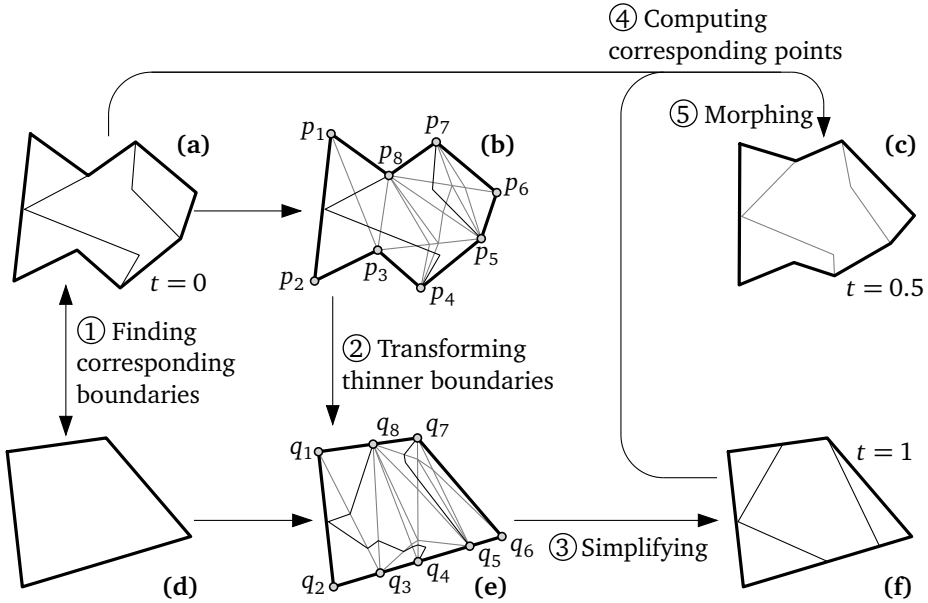 ④ Computing
corresponding points
⑤ Morphing
(a)
p1
p7
(b)
(c)
p8
p6
p5
p3
p2
p4
t = 0
t = 0.5
① Finding
corresponding
boundaries
② Transforming
thinner boundaries
q1
q8
q7
t = 1
q2
q3
q4
q5
q6
③ Simplifying
(d)
(e)
(f)